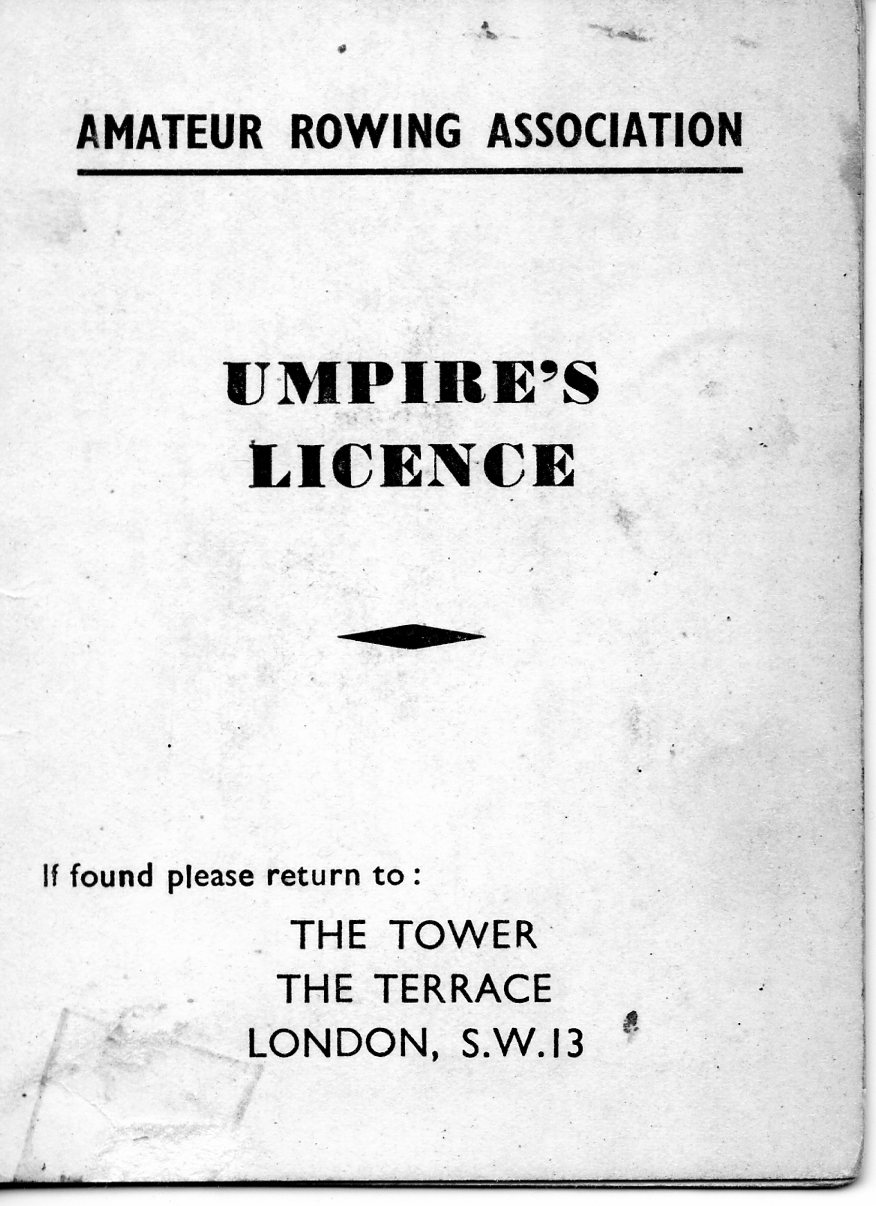 AMATEUR ROWING ASSOCIATION
UMPIRE'S
LICENCE
If found please return to :
THE TOWER
THE TERRACE
LONDON, S.W.13